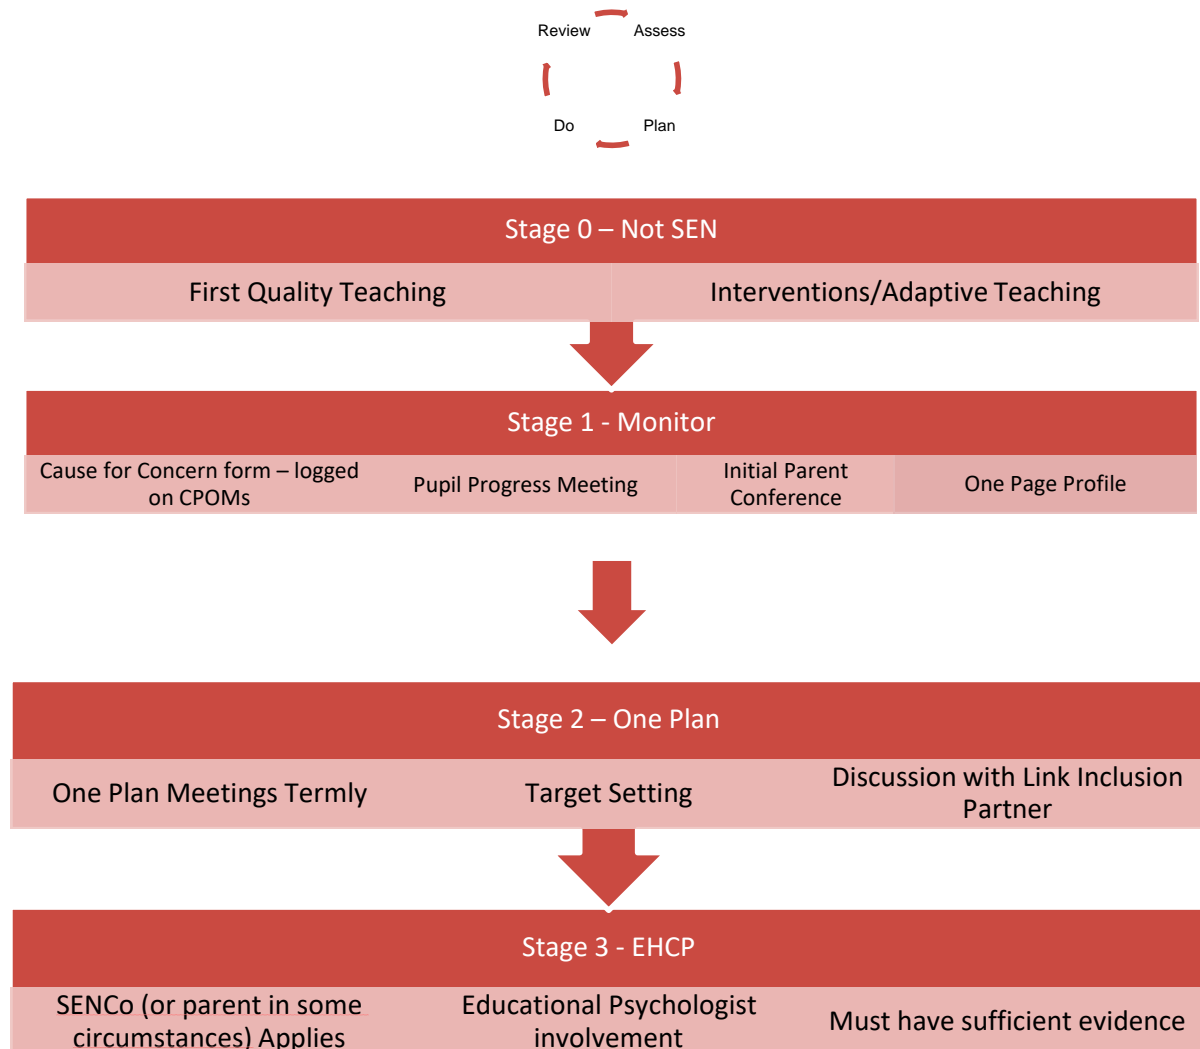 Review Assess
Do Plan
Stage 0 – Not SEN
First Quality Teaching Interventions/Adaptive Teaching
Stage 1 - Monitor
Cause for Concern form – logged
on CPOMs
Pupil Progress Meeting
Initial Parent
Conference
One Page Profile
Stage 2 – One Plan
One Plan Meetings Termly
Target Setting
Discussion with Link Inclusion
Partner
Stage 3 - EHCP
SENCo (or parent in some
circumstances) Applies
Educational Psychologist
involvement
Must have sufficient evidence